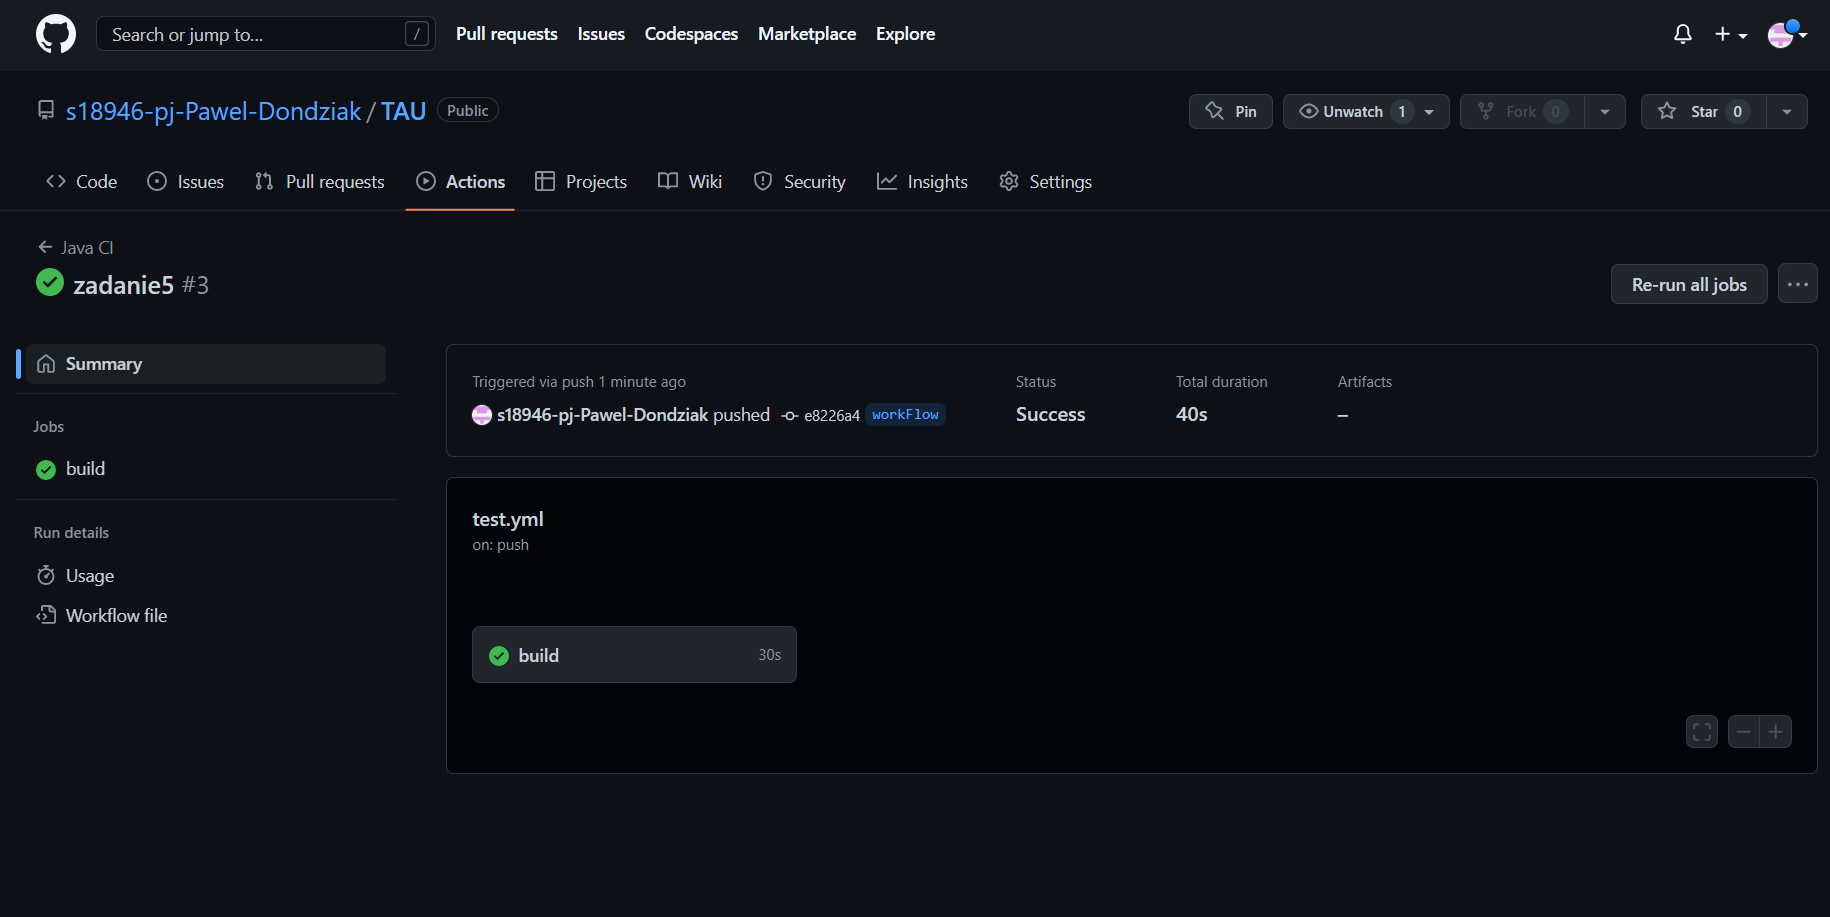 Search or jump to... / Pull requests Issues Codespaces Marketplace Explore
s18946-pj-Pawel-Dondziak / TAU Public Pin Unwatch 1 Fork 0 Star 0
Code Issues Pull requests Actions Projects Wiki Security Insights Settings
Java CI
zadanie5 #3
Re-run all jobs
Summary
Jobs
build
Run details
Usage
Workflow file
Triggered via push 1 minute ago
s18946-pj-Pawel-Dondziak pushed e8226a4 workFlow
Status
Success
Total duration
40s
Artifacts
–
test.yml
on: push
build 30s